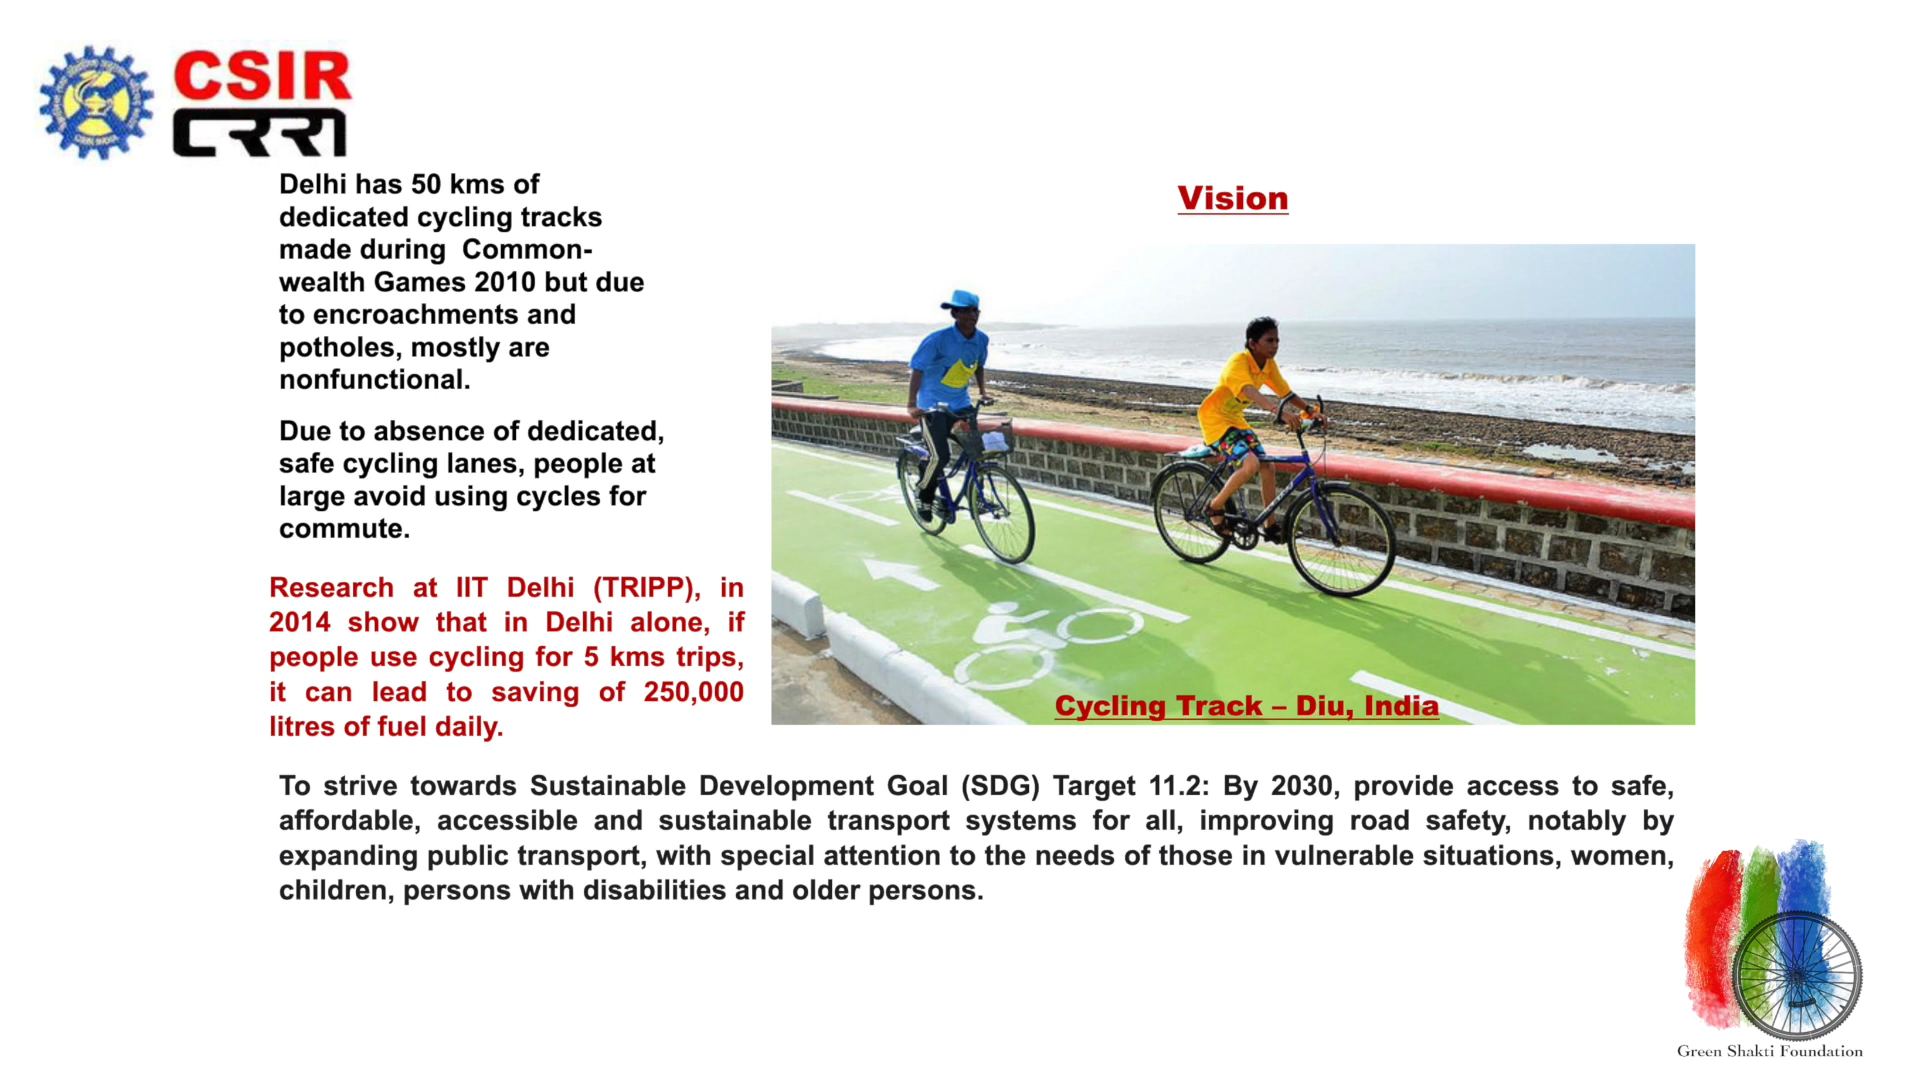 CSIR
CRRI
Delhi has 50 kms of
dedicated cycling tracks
made during  Common-
wealth Games 2010 but due
to encroachments and
potholes, mostly are
nonfunctional.
Due to absence of dedicated,
safe cycling lanes, people at
large avoid using cycles for
commute.
Research at IIT Delhi (TRIPP), in
2014 show that in Delhi alone, if
people use cycling for 5 kms trips,
it can lead to saving of 250,000
litres of fuel daily.
Vision
Cycling Track – Diu, India
To strive towards Sustainable Development Goal (SDG) Target 11.2: By 2030, provide access to safe,
affordable, accessible and sustainable transport systems for all, improving road safety, notably by
expanding public transport, with special attention to the needs of those in vulnerable situations, women,
children, persons with disabilities and older persons.
Green Shakti Foundation